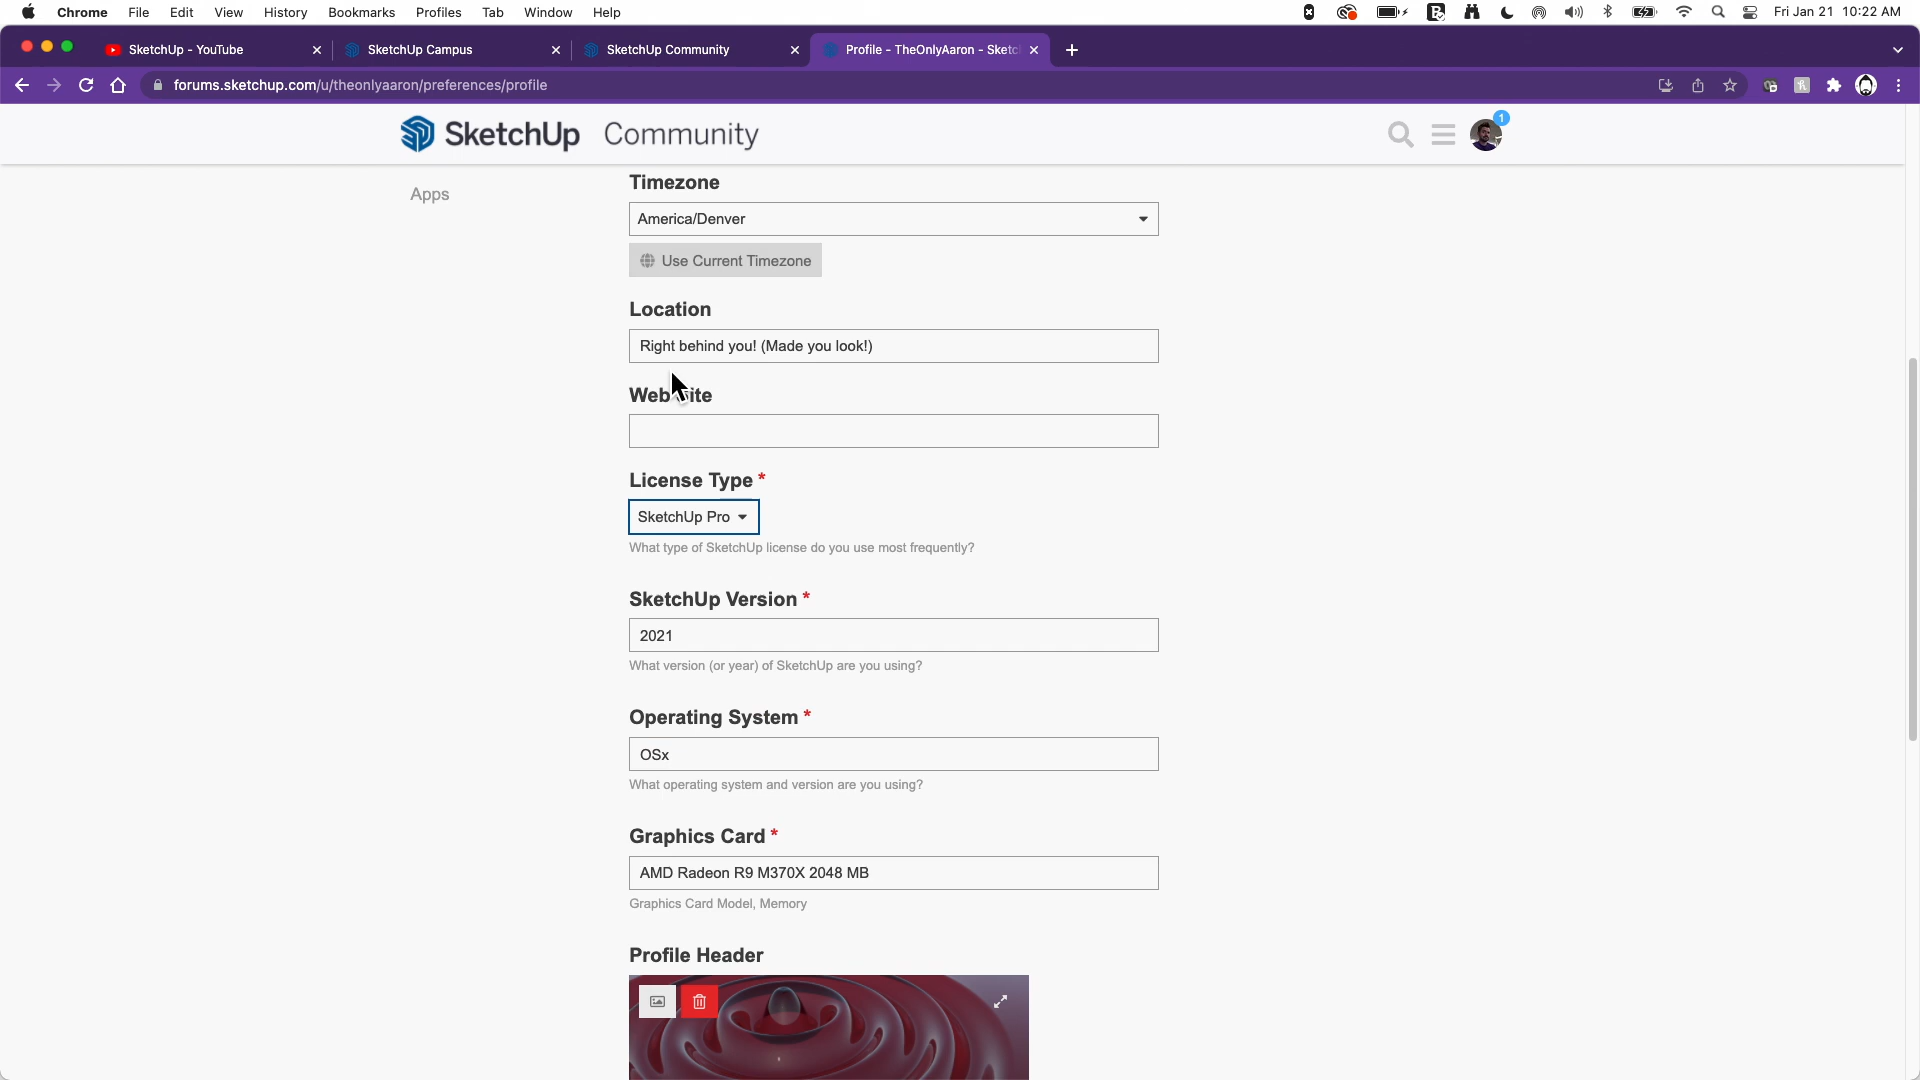 Chrome File Edit View History Bookmarks Profiles Tab Window Help Fri Jan 21 10:22 AM
SketchUp - YouTube SketchUp Campus SketchUp Community Profile - TheOnlyAaron - Sketc
forums.sketchup.com/u/theonlyaaron/preferences/profile
SketchUp Community 1
Apps
Timezone
America/Denver
Use Current Timezone
Location
Right behind you! (Made you look!)
Web ite
License Type *
SketchUp Pro
What type of SketchUp license do you use most frequently?
SketchUp Version *
2021
What version (or year) of SketchUp are you using?
Operating System *
OSx
What operating system and version are you using?
Graphics Card *
AMD Radeon R9 M370X 2048 MB
Graphics Card Model, Memory
Profile Header